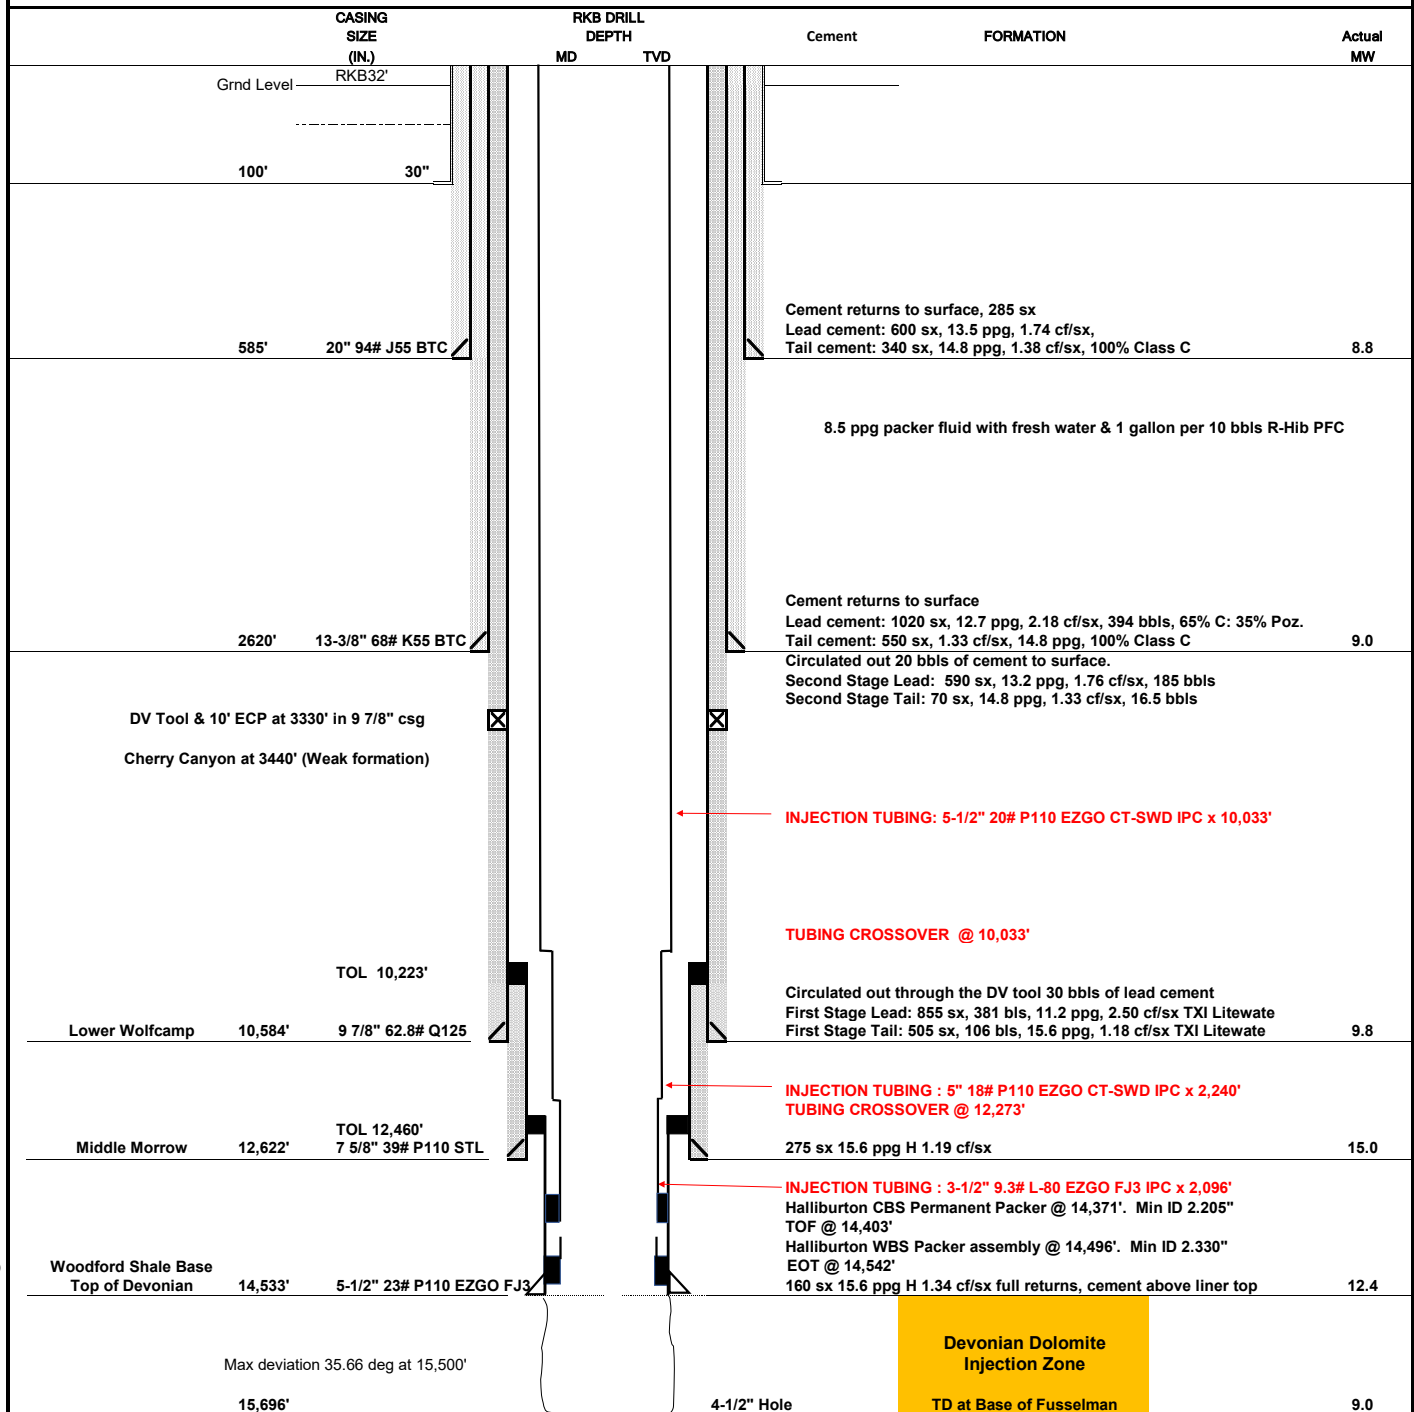 CASING
SIZE
(IN.)
RKB DRILL
DEPTH
MD TVD
Cement
FORMATION
Actual
MW
RKB32'
Grnd Level
100' 30"
Cement returns to surface, 285 sx
Lead cement: 600 sx, 13.5 ppg, 1.74 cf/sx,
585' 20" 94# J55 BTC Tail cement: 340 sx, 14.8 ppg, 1.38 cf/sx, 100% Class C 8.8
8.5 ppg packer fluid with fresh water & 1 gallon per 10 bbls R-Hib PFC
Cement returns to surface
Lead cement: 1020 sx, 12.7 ppg, 2.18 cf/sx, 394 bbls, 65% C: 35% Poz.
2620' 13-3/8" 68# K55 BTC Tail cement: 550 sx, 1.33 cf/sx, 14.8 ppg, 100% Class C 9.0
Circulated out 20 bbls of cement to surface.
Second Stage Lead: 590 sx, 13.2 ppg, 1.76 cf/sx, 185 bbls
Second Stage Tail: 70 sx, 14.8 ppg, 1.33 cf/sx, 16.5 bbls
DV Tool & 10' ECP at 3330' in 9 7/8" csg
Cherry Canyon at 3440' (Weak formation)
INJECTION TUBING: 5-1/2" 20# P110 EZGO CT-SWD IPC x 10,033'
TUBING CROSSOVER @ 10,033'
TOL 10,223'
Circulated out through the DV tool 30 bbls of lead cement
First Stage Lead: 855 sx, 381 bls, 11.2 ppg, 2.50 cf/sx TXI Litewate
Lower Wolfcamp 10,584' 9 7/8" 62.8# Q125 First Stage Tail: 505 sx, 106 bls, 15.6 ppg, 1.18 cf/sx TXI Litewate 9.8
INJECTION TUBING : 5" 18# P110 EZGO CT-SWD IPC x 2,240'
TUBING CROSSOVER @ 12,273'
TOL 12,460'
Middle Morrow 12,622' 7 5/8" 39# P110 STL 275 sx 15.6 ppg H 1.19 cf/sx 15.0
INJECTION TUBING : 3-1/2" 9.3# L-80 EZGO FJ3 IPC x 2,096'
Halliburton CBS Permanent Packer @ 14,371'. Min ID 2.205"
TOF @ 14,403'
Halliburton WBS Packer assembly @ 14,496'. Min ID 2.330"
Woodford Shale Base EOT @ 14,542'
Top of Devonian 14,533' 5-1/2" 23# P110 EZGO FJ3 160 sx 15.6 ppg H 1.34 cf/sx full returns, cement above liner top 12.4
Devonian Dolomite
Injection Zone
Max deviation 35.66 deg at 15,500'
15,696' 4-1/2" Hole TD at Base of Fusselman 9.0